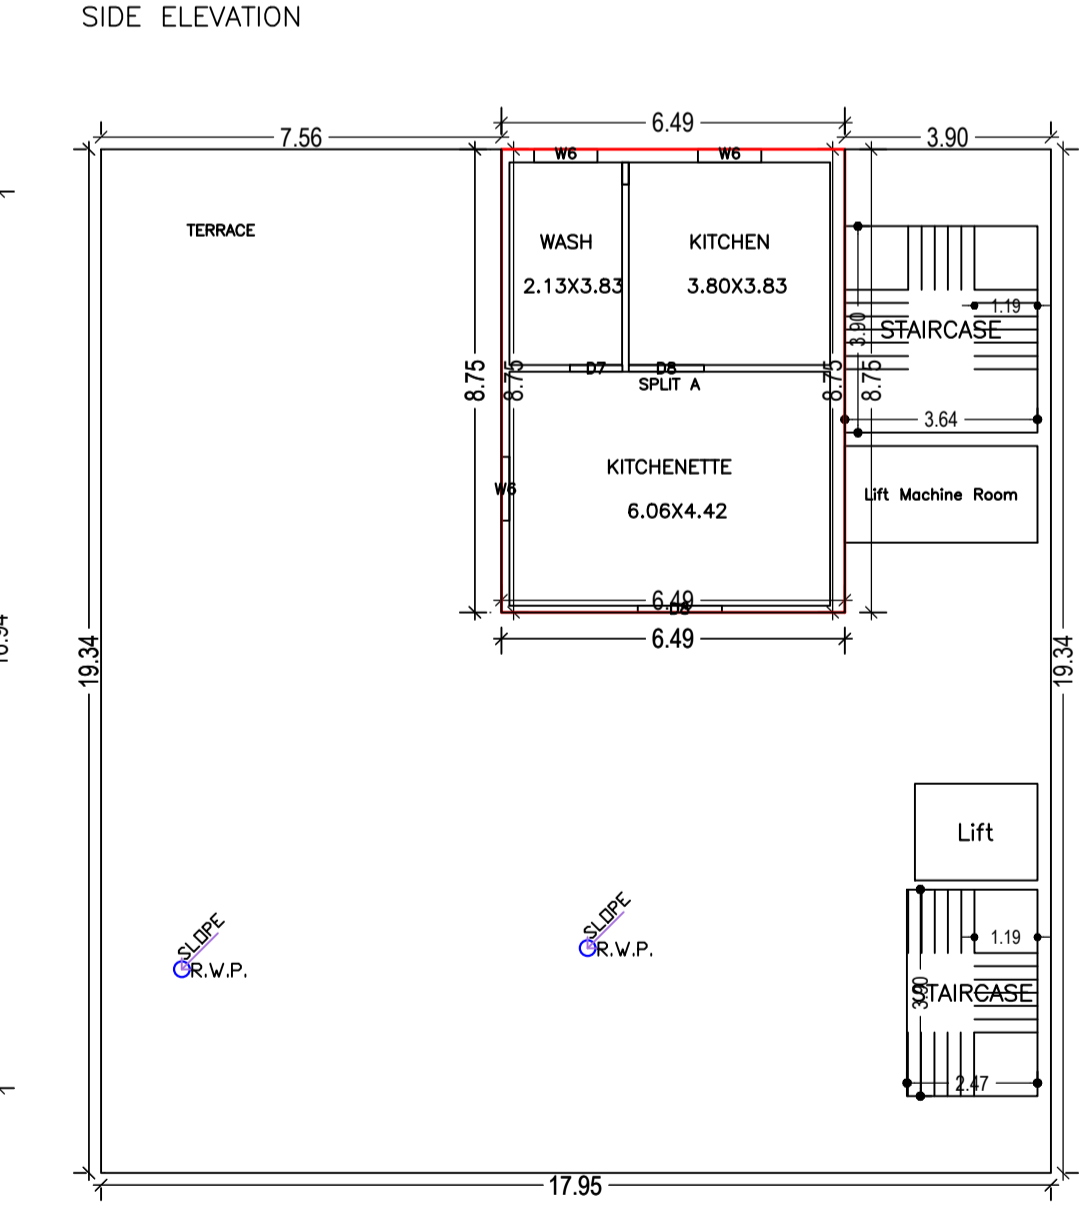 SIDE ELEVATION
7.56
6.49
3.90
W6
W6
TERRACE
WASH
2.13X3.83
KITCHEN
3.80X3.83
STAIRCASE
1.19
3.90
3.64
8.75
8.75
8.75
8.75
D7
D8
SPLIT A
KITCHENETTE
6.06X4.42
W6
Lift Machine Room
6.49
D8
6.49
19.34
19.34
Lift
SLOPE
R.W.P.
SLOPE
R.W.P.
1.19
STAIRCASE
3.90
2.47
17.95